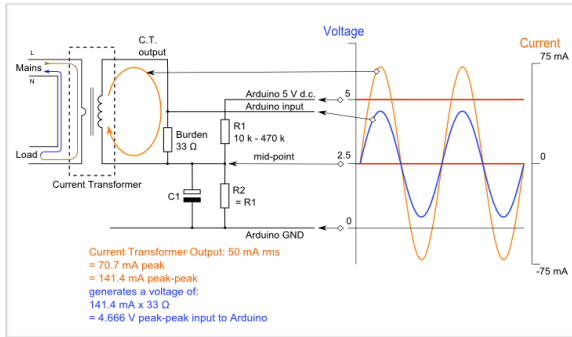 Voltage
Current
C.T.
output
L
Mains
N
Load
Current Transformer
Burden
33 Ω
C1
R1
10 k - 470 k
R2
= R1
Arduino 5 V d.c.
Arduino input
mid-point
Arduino GND
5
2.5
0
75 mA
0
-75 mA
Current Transformer Output: 50 mA rms
= 70.7 mA peak
= 141.4 mA peak-peak
generates a voltage of:
141.4 mA x 33 Ω
= 4.666 V peak-peak input to Arduino